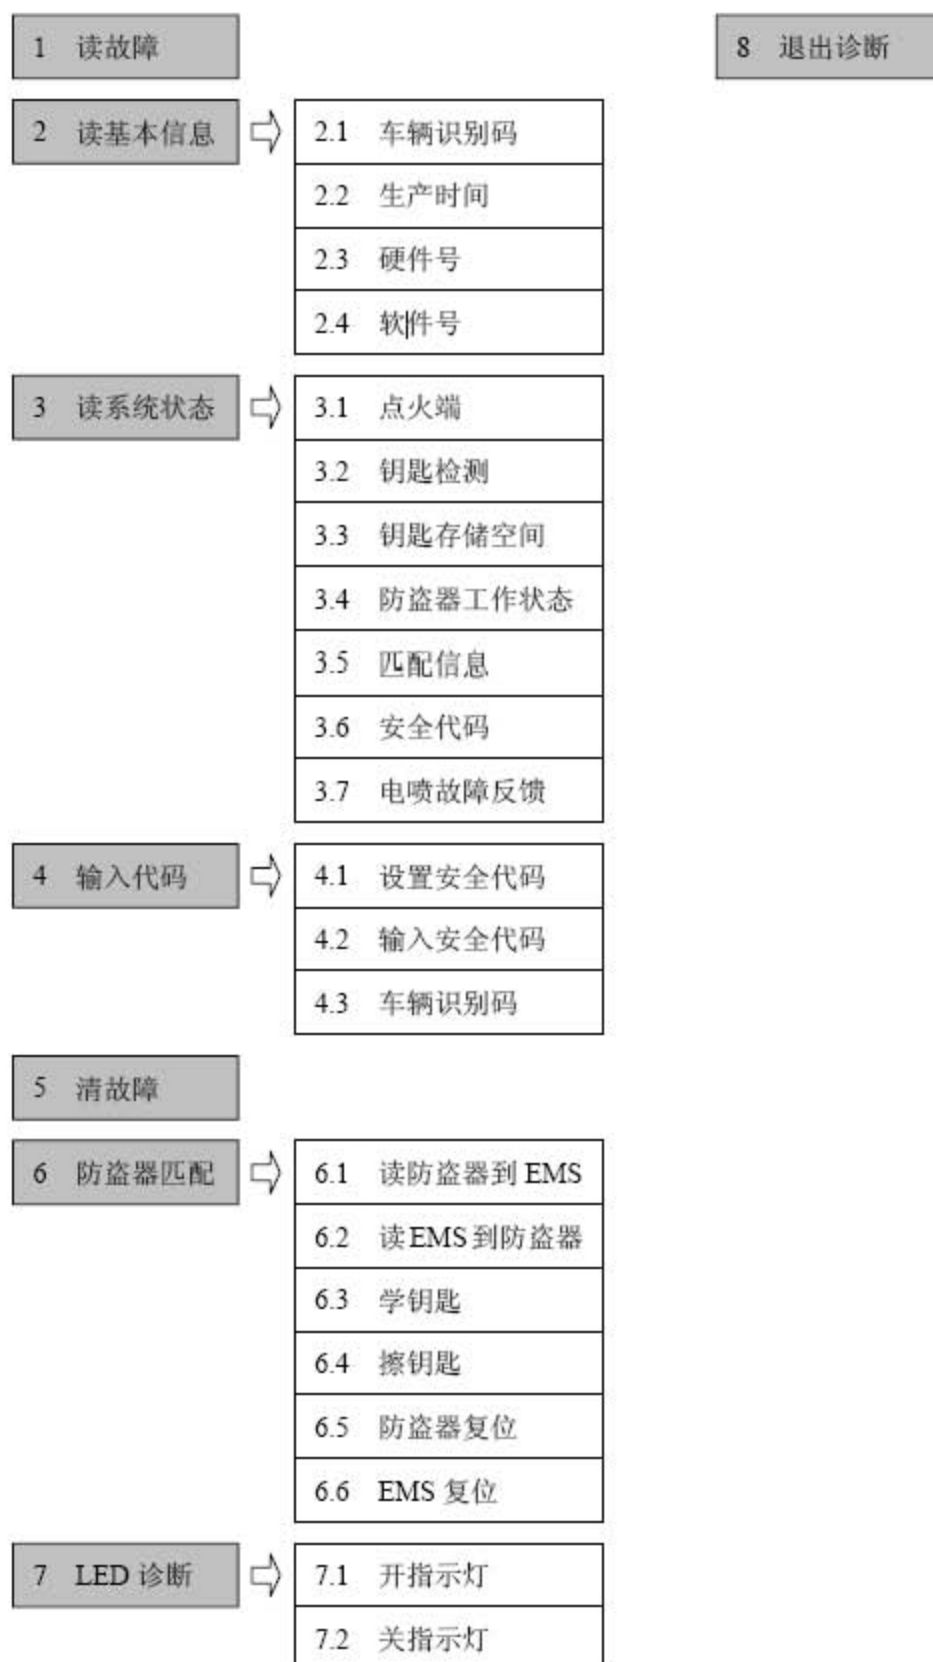 1 读故障
8 退出诊断
2 读基本信息
2.1 车辆识别码
2.2 生产时间
2.3 硬件号
2.4 软件号
3 读系统状态
3.1 点火端
3.2 钥匙检测
3.3 钥匙存储空间
3.4 防盗器工作状态
3.5 匹配信息
3.6 安全代码
3.7 电喷故障反馈
4 输入代码
4.1 设置安全代码
4.2 输入安全代码
4.3 车辆识别码
5 清故障
6 防盗器匹配
6.1 读防盗器到 EMS
6.2 读 EMS 到防盗器
6.3 学钥匙
6.4 擦钥匙
6.5 防盗器复位
6.6 EMS 复位
7 LED 诊断
7.1 开指示灯
7.2 关指示灯